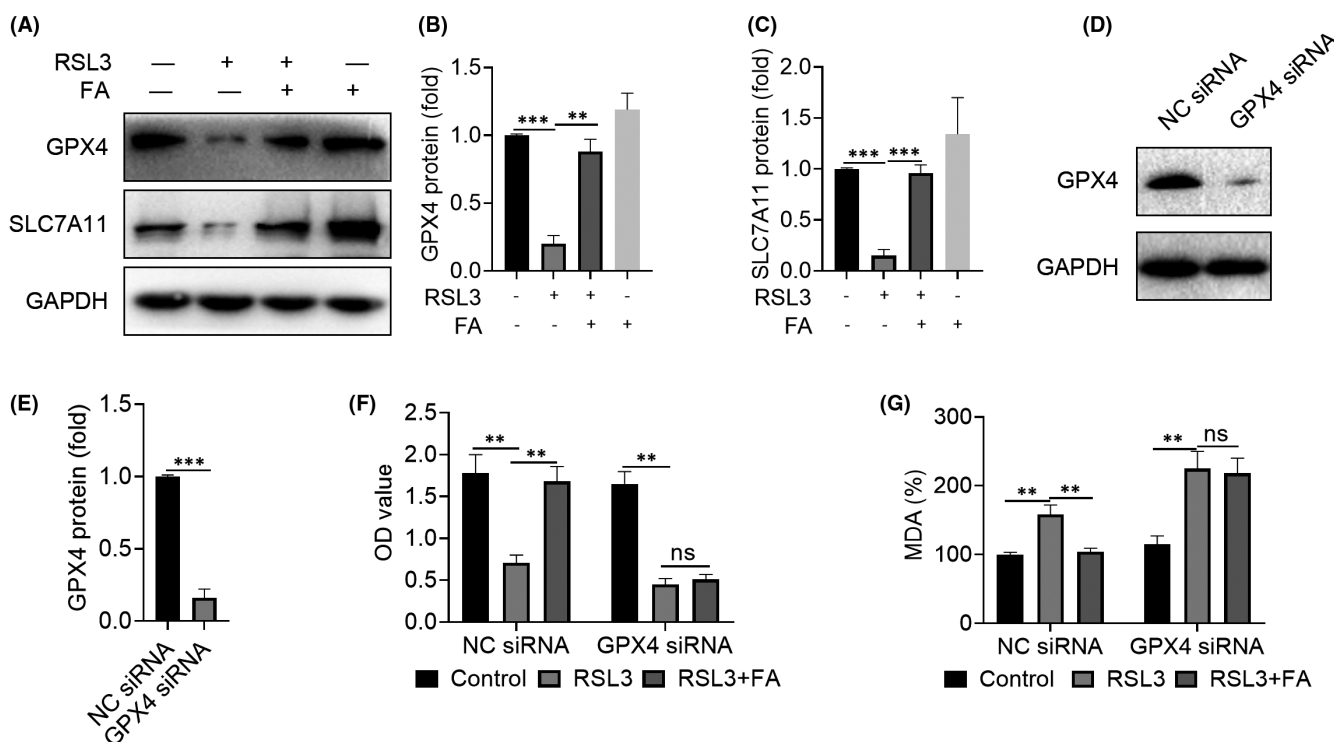 (A)
RSL3 — + + —
FA — — + +
GPX4
SLC7A11
GAPDH
(B)
GPX4 protein (fold)
1.5
1.0
0.5
0.0
*** **
RSL3 - + + -
FA - - + +
(C)
SLC7A11 protein (fold)
2.0
1.5
1.0
0.5
0.0
*** ***
RSL3 - + + -
FA - - + +
(D)
NC siRNA
GPX4 siRNA
GPX4
GAPDH
(E)
GPX4 protein (fold)
1.5
1.0
0.5
0.0
***
NC siRNA
GPX4 siRNA
(F)
OD value
2.5
2.0
1.5
1.0
0.5
0.0
** ** **
ns
NC siRNA GPX4 siRNA
Control RSL3 RSL3+FA
(G)
MDA (%)
300
200
100
0
** ** ** ns
NC siRNA GPX4 siRNA
Control RSL3 RSL3+FA